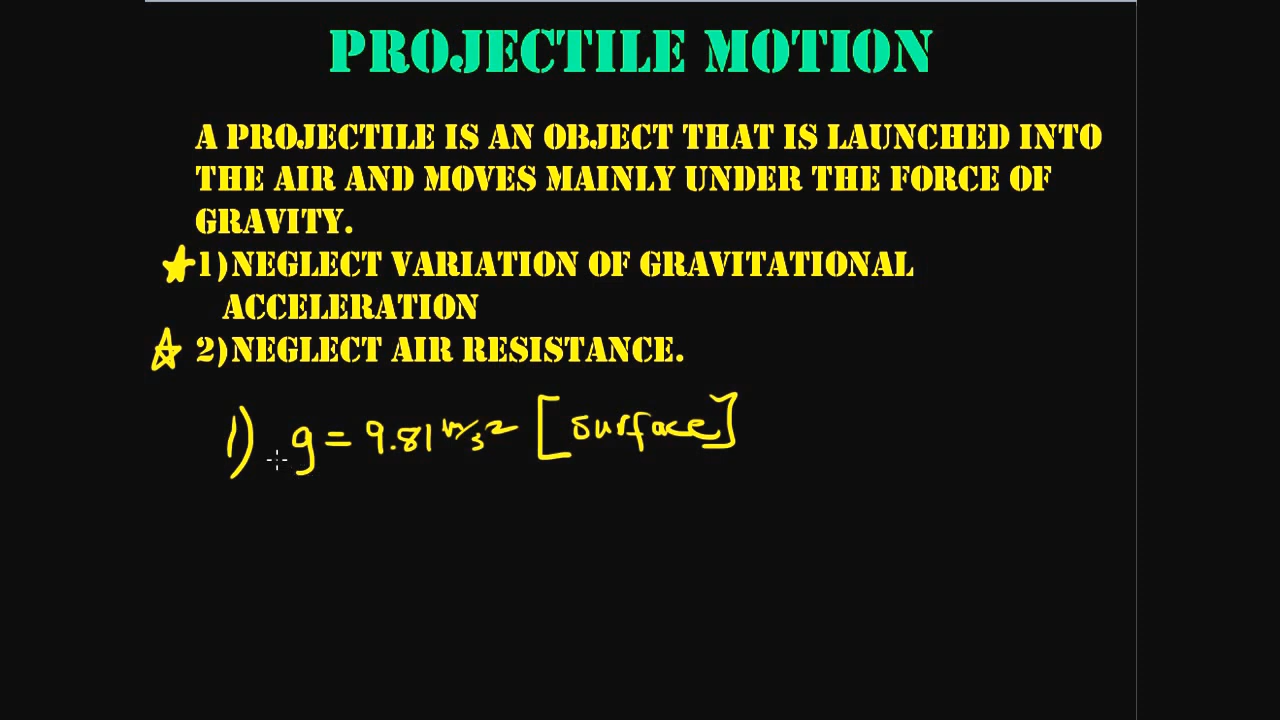 PROJECTILE MOTION
A PROJECTILE IS AN OBJECT THAT IS LAUNCHED INTO
THE AIR AND MOVES MAINLY UNDER THE FORCE OF
GRAVITY.
1)NEGLECT VARIATION OF GRAVITATIONAL
ACCELERATION
2)NEGLECT AIR RESISTANCE.
1) g = 9.81 m/s2 [surface]